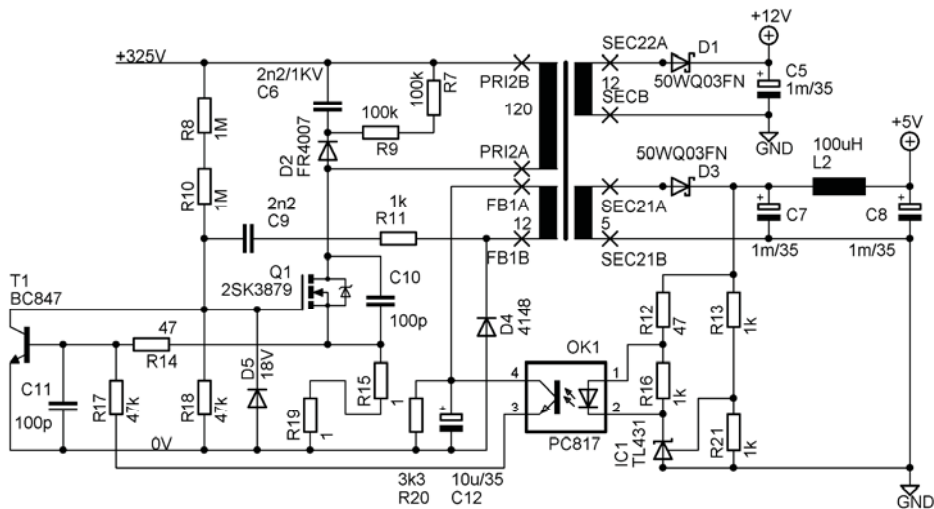 +12V
SEC22A
D1
+325V
2n2/1KV
C6
PRI2B
12
50WQ03FN
C5
1m/35
100k
R7
120
SECB
100k
R9
GND
+5V
R8
1M
D2
FR4007
PRI2A
50WQ03FN
D3
100uH
L2
R10
1M
2n2
C9
1k
R11
FB1A
12
FB1B
SEC21A
5
SEC21B
C7
1m/35
C8
1m/35
T1
BC847
Q1
2SK3879
C10
100p
D4
4148
47
R14
D5
18V
OK1
R12
47
R13
1k
C11
100p
R17
47k
R18
47k
R19
1
R15
1
4
3
1
2
PC817
R16
1k
IC1
TL431
R21
1k
0V
3k3
R20
10u/35
C12
GND
+
+
+
+